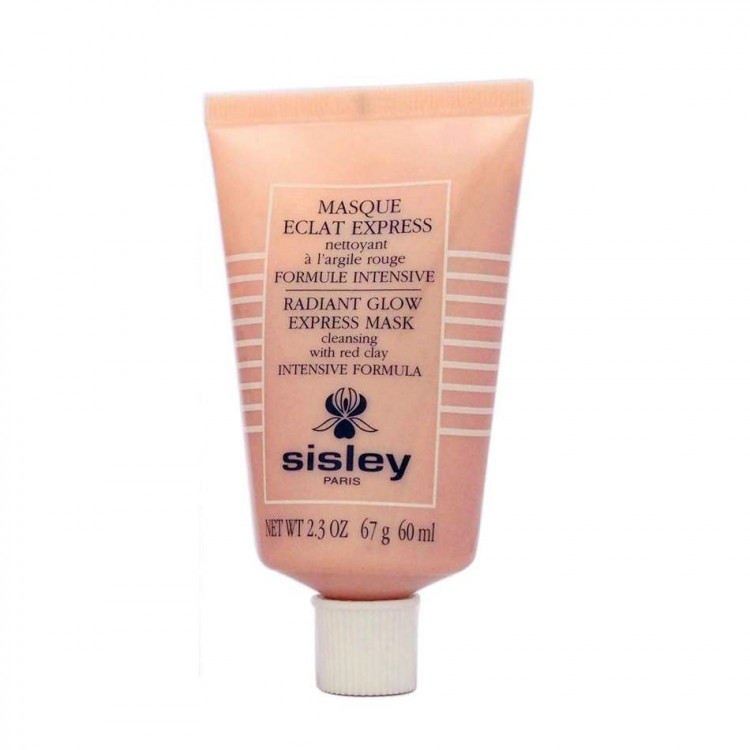 MASQUE
ECLAT EXPRESS
nettoyant
à l'argile rouge
FORMULE INTENSIVE
RADIANT GLOW
EXPRESS MASK
cleansing
with red clay
INTENSIVE FORMULA
sisley
PARIS
NET WT 2.3 OZ 67 g 60 ml